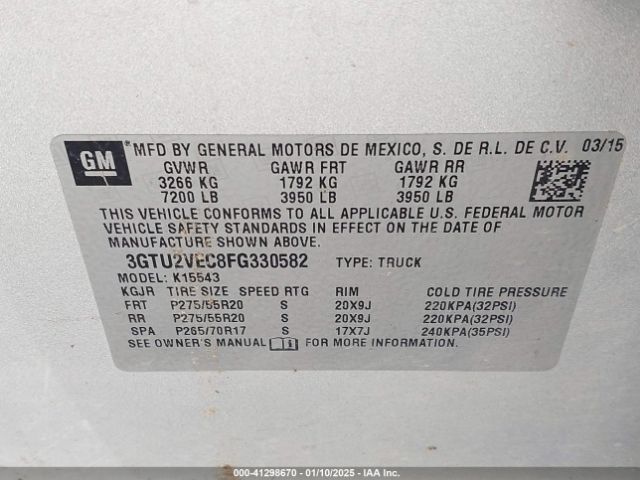 GM MFD BY GENERAL MOTORS DE MEXICO, S. DE R.L. DE C.V. 03/15
GVWR GAWR FRT GAWR RR
3266 KG 1792 KG 1792 KG
7200 LB 3950 LB 3950 LB
THIS VEHICLE CONFORMS TO ALL APPLICABLE U.S. FEDERAL MOTOR
VEHICLE SAFETY STANDARDS IN EFFECT ON THE DATE OF
MANUFACTURE SHOWN ABOVE.
3GTU2VEC8FG330582 TYPE: TRUCK
MODEL: K15543
KGJR TIRE SIZE SPEED RTG RIM COLD TIRE PRESSURE
FRT P275/55R20 S 20X9J 220KPA(32PSI)
RR P275/55R20 S 20X9J 220KPA(32PSI)
SPA P265/70R17 S 17X7J 240KPA(35PSI)
SEE OWNER'S MANUAL FOR MORE INFORMATION.
000-41298670 01/10/2025 IAA Inc.